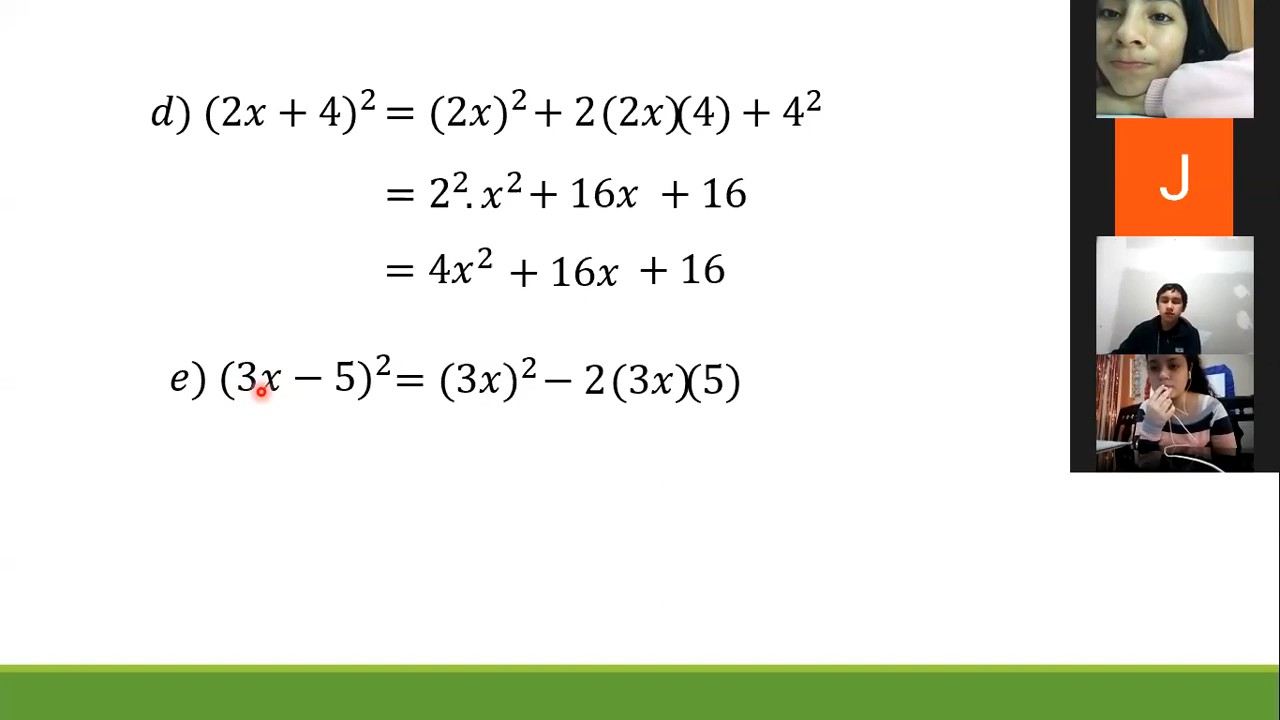 d) (2x + 4)² = (2x)² + 2(2x)(4) + 4²
= 2². x² + 16x + 16
= 4x² + 16x + 16
e) (3x − 5)² = (3x)² − 2(3x)(5)
J